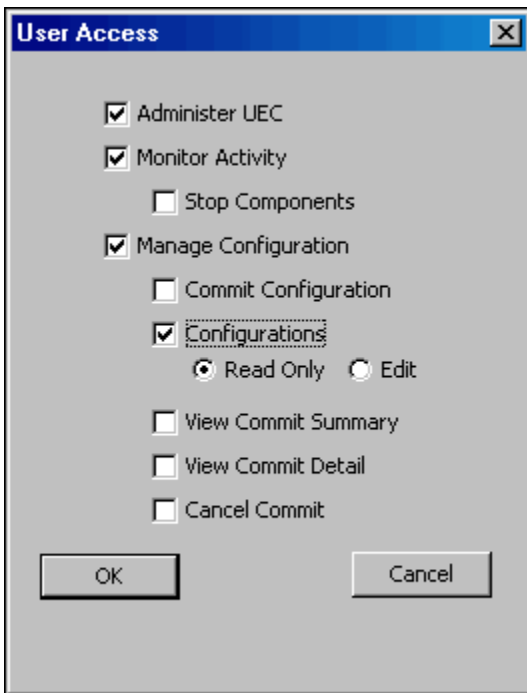 User Access
Administer UEC
Monitor Activity
Stop Components
Manage Configuration
Commit Configuration
Configurations
Read Only Edit
View Commit Summary
View Commit Detail
Cancel Commit
OK Cancel